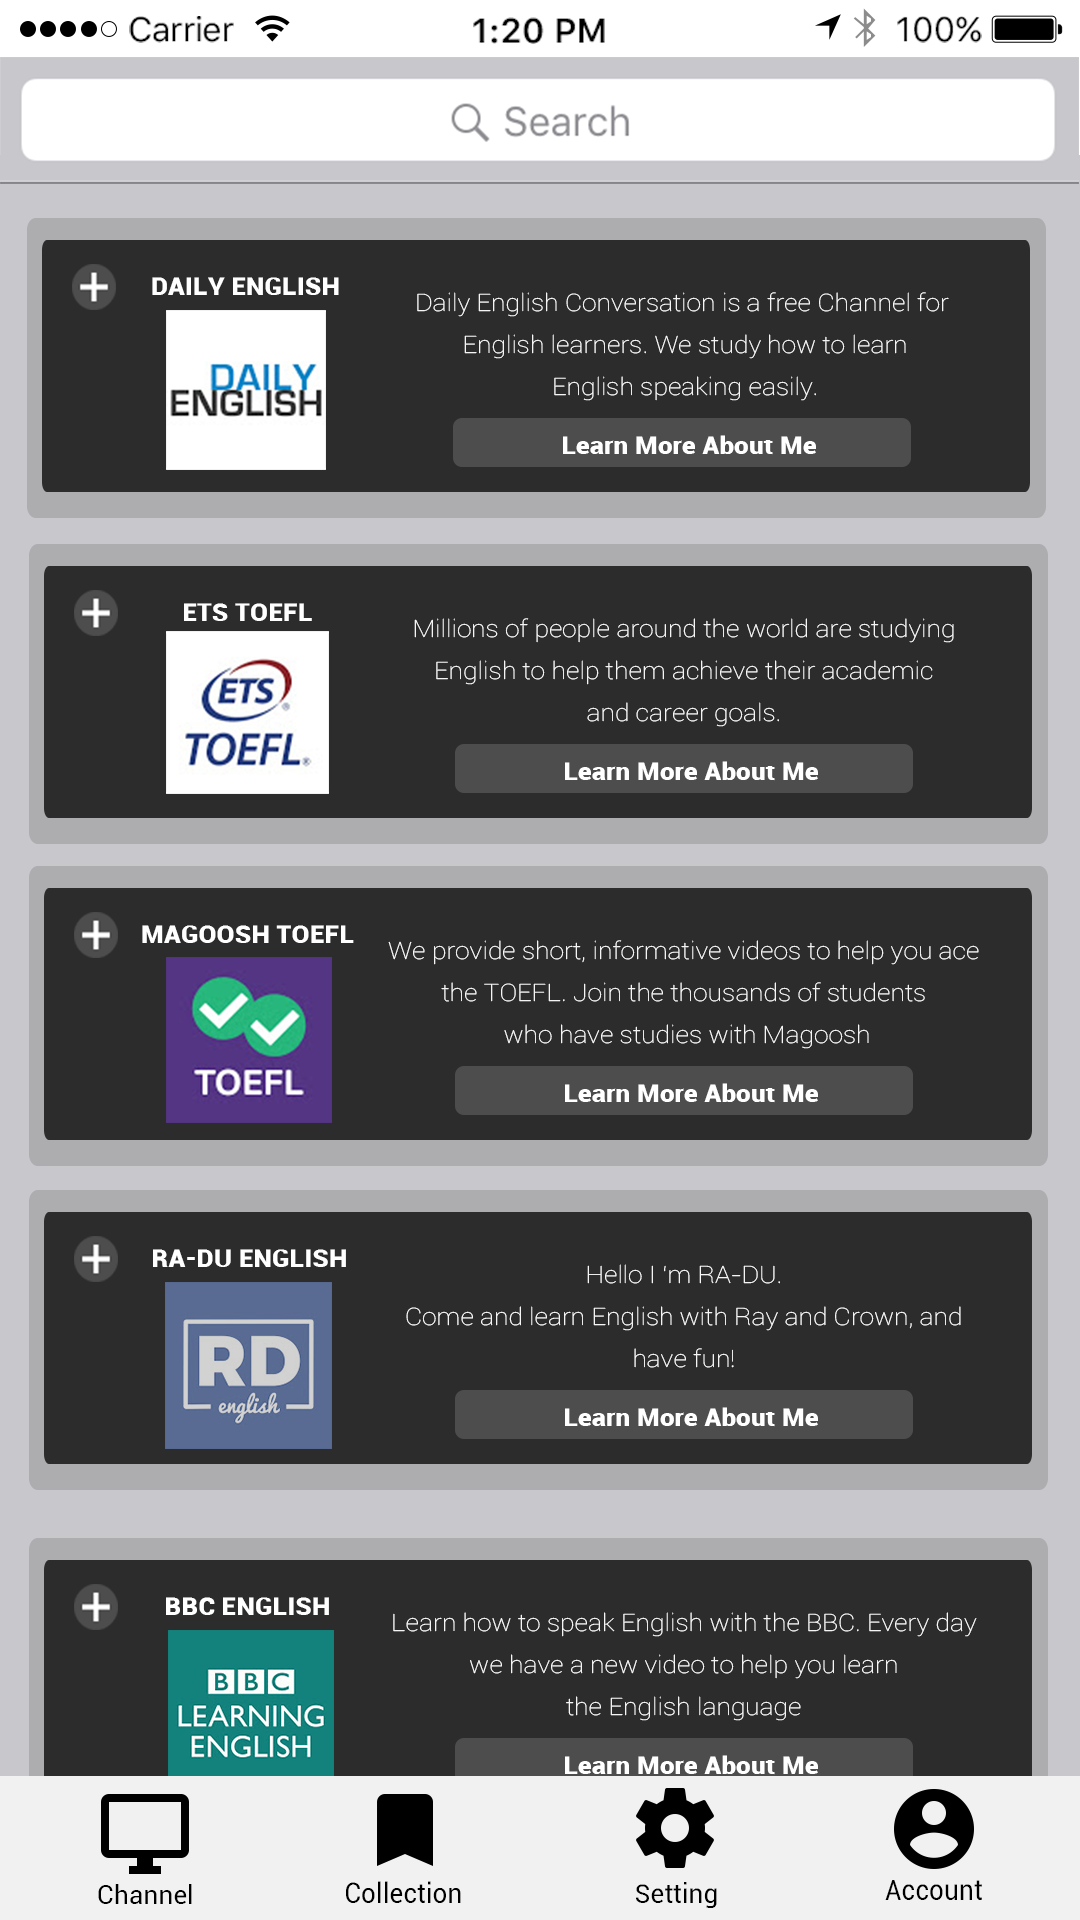 Carrier
1:20 PM
100%
Search
DAILY ENGLISH
DAILY
ENGLISH
Daily English Conversation is a free Channel for
English learners. We study how to learn
English speaking easily.
Learn More About Me
ETS TOEFL
ETS®
TOEFL®
Millions of people around the world are studying
English to help them achieve their academic
and career goals.
Learn More About Me
MAGOOSH TOEFL
TOEFL
We provide short, informative videos to help you ace
the TOEFL. Join the thousands of students
who have studies with Magoosh
Learn More About Me
RA-DU ENGLISH
RD
english
Hello I ‘m RA-DU.
Come and learn English with Ray and Crown, and
have fun!
Learn More About Me
BBC ENGLISH
BBC
LEARNING
ENGLISH
Learn how to speak English with the BBC. Every day
we have a new video to help you learn
the English language
Learn More About Me
Channel
Collection
Setting
Account